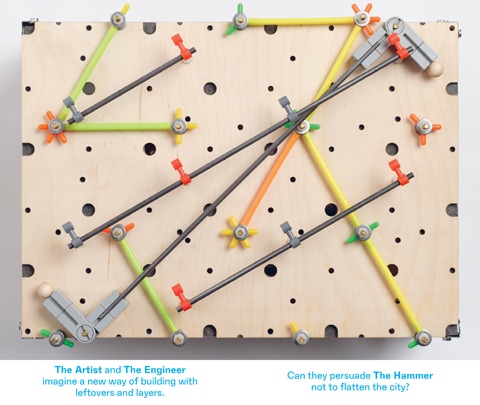 The Artist and The Engineer
imagine a new way of building with
leftovers and layers.
Can they persuade The Hammer
not to flatten the city?